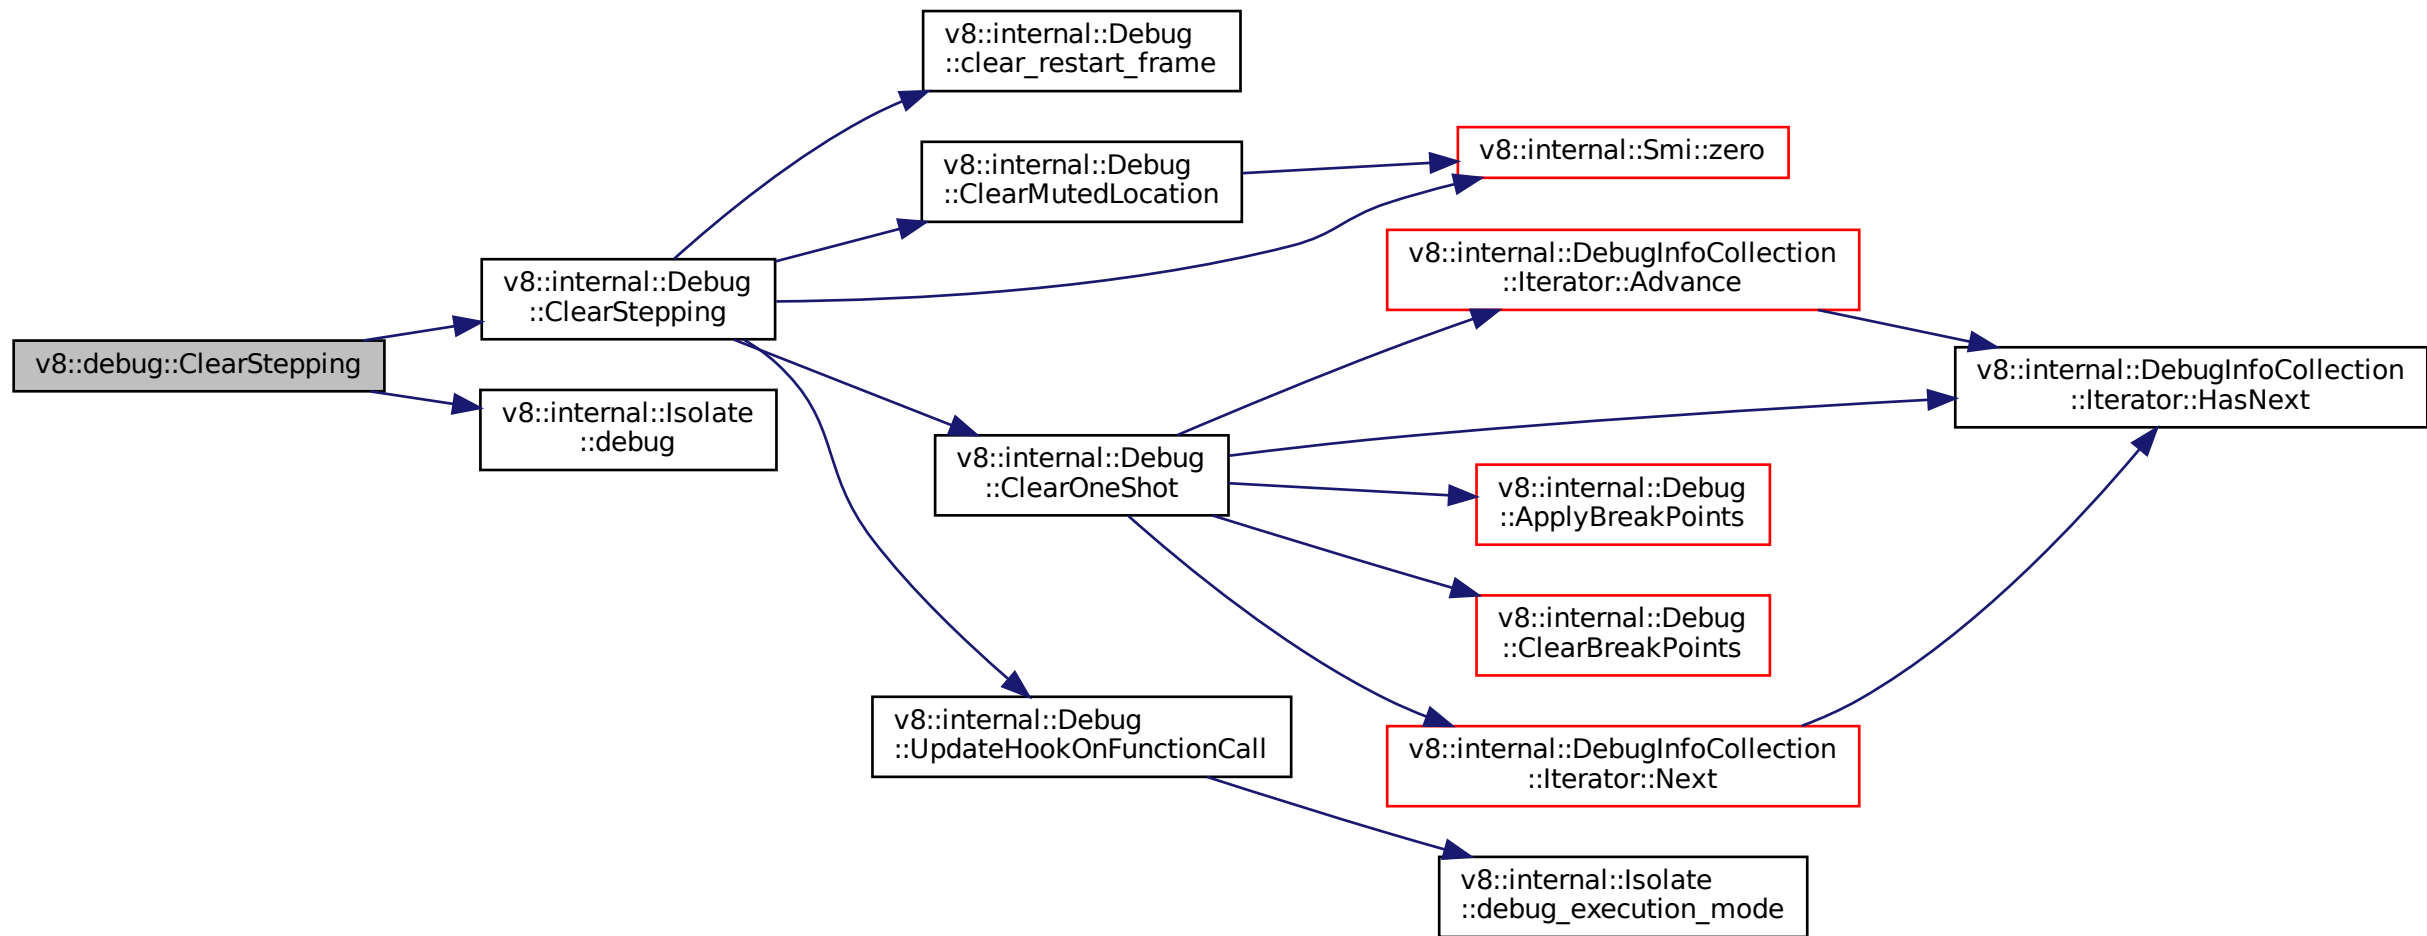 v8::debug::ClearStepping
v8::internal::Debug
::ClearStepping
v8::internal::Isolate
::debug
v8::internal::Debug
::clear_restart_frame
v8::internal::Debug
::ClearMutedLocation
v8::internal::Smi::zero
v8::internal::Debug
::ClearOneShot
v8::internal::DebugInfoCollection
::Iterator::Advance
v8::internal::DebugInfoCollection
::Iterator::HasNext
v8::internal::Debug
::ApplyBreakPoints
v8::internal::Debug
::ClearBreakPoints
v8::internal::DebugInfoCollection
::Iterator::Next
v8::internal::Debug
::UpdateHookOnFunctionCall
v8::internal::Isolate
::debug_execution_mode